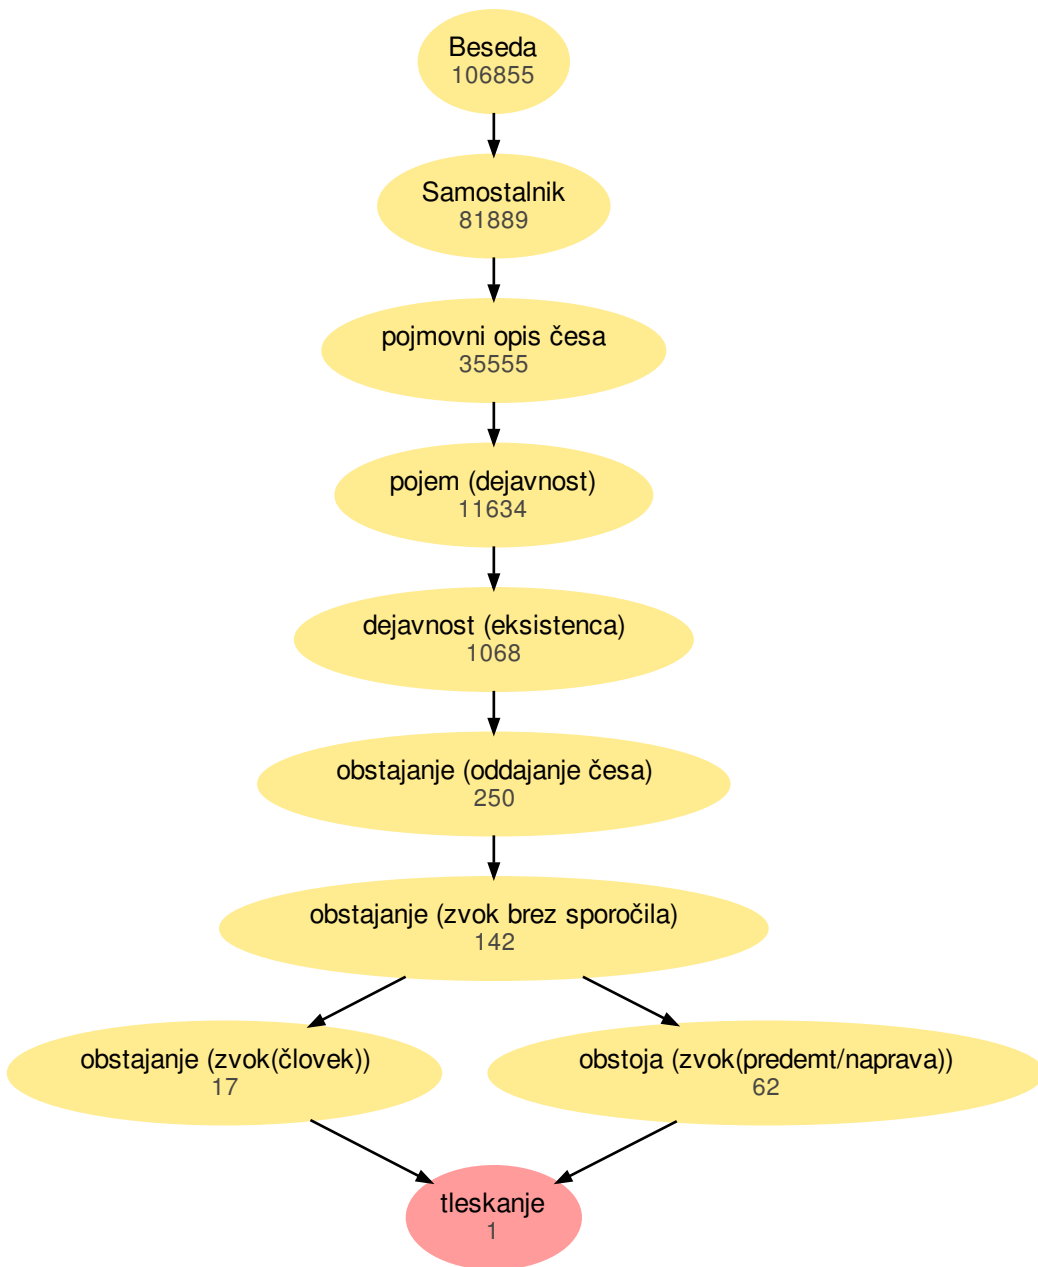 Beseda
106855
Samostalnik
81889
pojmovni opis česa
35555
pojem (dejavnost)
11634
dejavnost (eksistenca)
1068
obstajanje (oddajanje česa)
250
obstajanje (zvok brez sporočila)
142
obstajanje (zvok(človek))
17
obstoja (zvok(predemt/naprava))
62
tleskanje
1